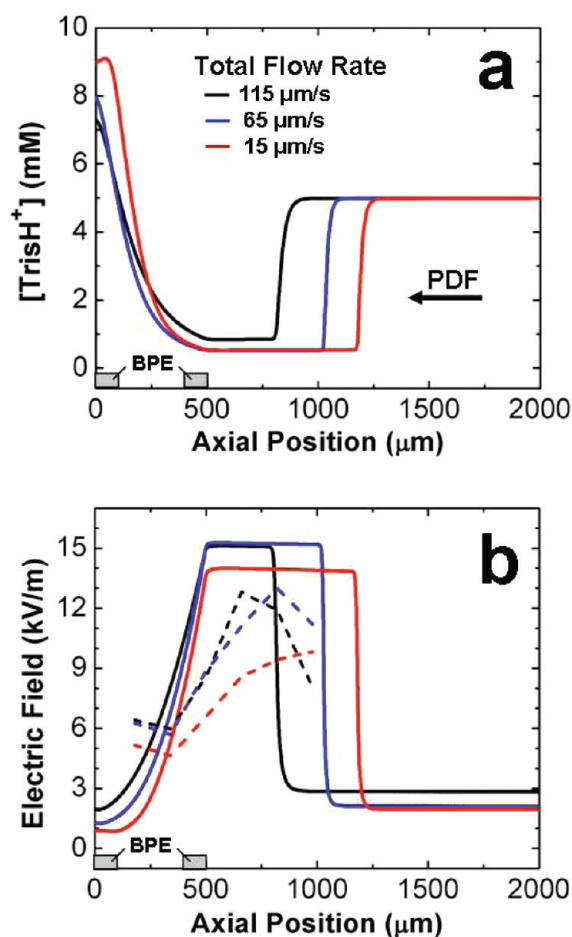 10
8
6
4
2
0
[TrisH⁺] (mM)
a
Total Flow Rate
115 µm/s
65 µm/s
15 µm/s
PDF
BPE
0 500 1000 1500 2000
Axial Position (µm)
15
12
9
6
3
0
Electric Field (kV/m)
b
BPE
0 500 1000 1500 2000
Axial Position (µm)